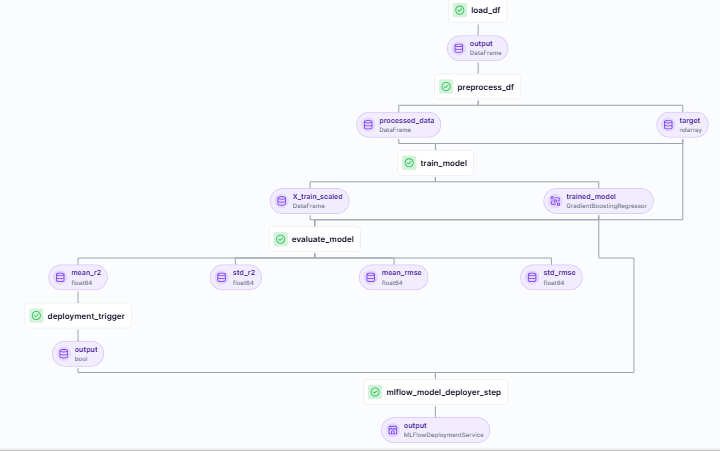 load_df
output
DataFrame
preprocess_df
processed_data
DataFrame
target
ndarray
train_model
X_train_scaled
DataFrame
trained_model
GradientBoostingRegressor
evaluate_model
mean_r2
float64
std_r2
float64
mean_rmse
float64
std_rmse
float64
deployment_trigger
output
bool
mlflow_model_deployer_step
output
MLFlowDeploymentService